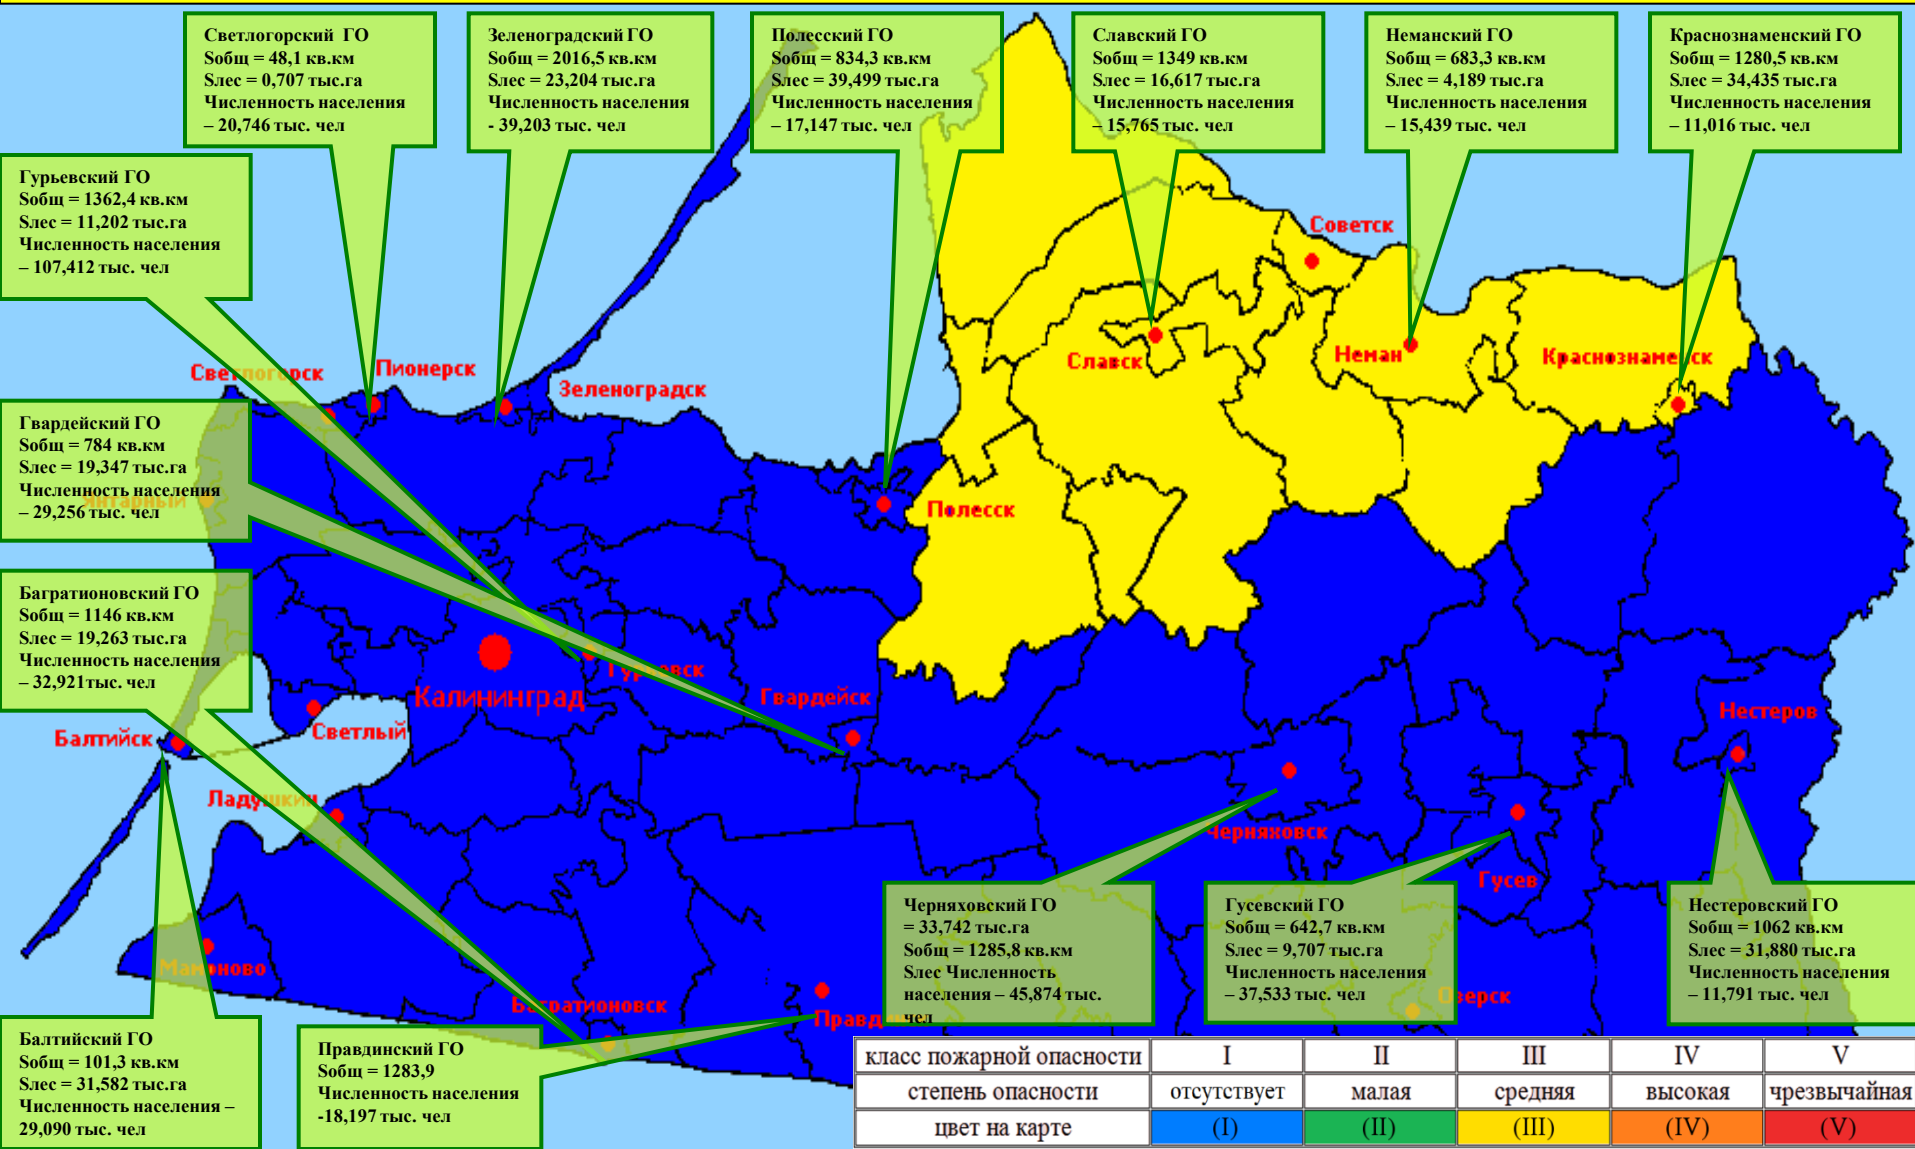 Светлогорский ГО
Sобщ = 48,1 кв.км
Sлес = 0,707 тыс.га
Численность населения
– 20,746 тыс. чел
Зеленоградский ГО
Sобщ = 2016,5 кв.км
Sлес = 23,204 тыс.га
Численность населения
- 39,203 тыс. чел
Полесский ГО
Sобщ = 834,3 кв.км
Sлес = 39,499 тыс.га
Численность населения
– 17,147 тыс. чел
Славский ГО
Sобщ = 1349 кв.км
Sлес = 16,617 тыс.га
Численность населения
– 15,765 тыс. чел
Неманский ГО
Sобщ = 683,3 кв.км
Sлес = 4,189 тыс.га
Численность населения
– 15,439 тыс. чел
Краснознаменский ГО
Sобщ = 1280,5 кв.км
Sлес = 34,435 тыс.га
Численность населения
– 11,016 тыс. чел
Гурьевский ГО
Sобщ = 1362,4 кв.км
Sлес = 11,202 тыс.га
Численность населения
– 107,412 тыс. чел
Советск
Славск
Неман
Краснознаменск
Светлогорск
Пионерск
Зеленоградск
Гвардейский ГО
Sобщ = 784 кв.км
Sлес = 19,347 тыс.га
Численность населения
– 29,256 тыс. чел
Янтарный
Полесск
Багратионовский ГО
Sобщ = 1146 кв.км
Sлес = 19,263 тыс.га
Численность населения
– 32,921тыс. чел
Гурьевск
Калининград
Гвардейск
Нестеров
Балтийск
Светлый
Ладушкин
Черняховск
Гусев
Мамоново
Багратионовск
Правдинск
Озерск
Черняховский ГО
= 33,742 тыс.га
Sобщ = 1285,8 кв.км
Sлес Численность
населения – 45,874 тыс.
чел
Гусевский ГО
Sобщ = 642,7 кв.км
Sлес = 9,707 тыс.га
Численность населения
– 37,533 тыс. чел
Нестеровский ГО
Sобщ = 1062 кв.км
Sлес = 31,880 тыс.га
Численность населения
– 11,791 тыс. чел
Балтийский ГО
Sобщ = 101,3 кв.км
Sлес = 31,582 тыс.га
Численность населения –
29,090 тыс. чел
Правдинский ГО
Sобщ = 1283,9
Численность населения
-18,197 тыс. чел
класс пожарной опасности I II III IV V
степень опасности отсутствует малая средняя высокая чрезвычайная
цвет на карте (I) (II) (III) (IV) (V)